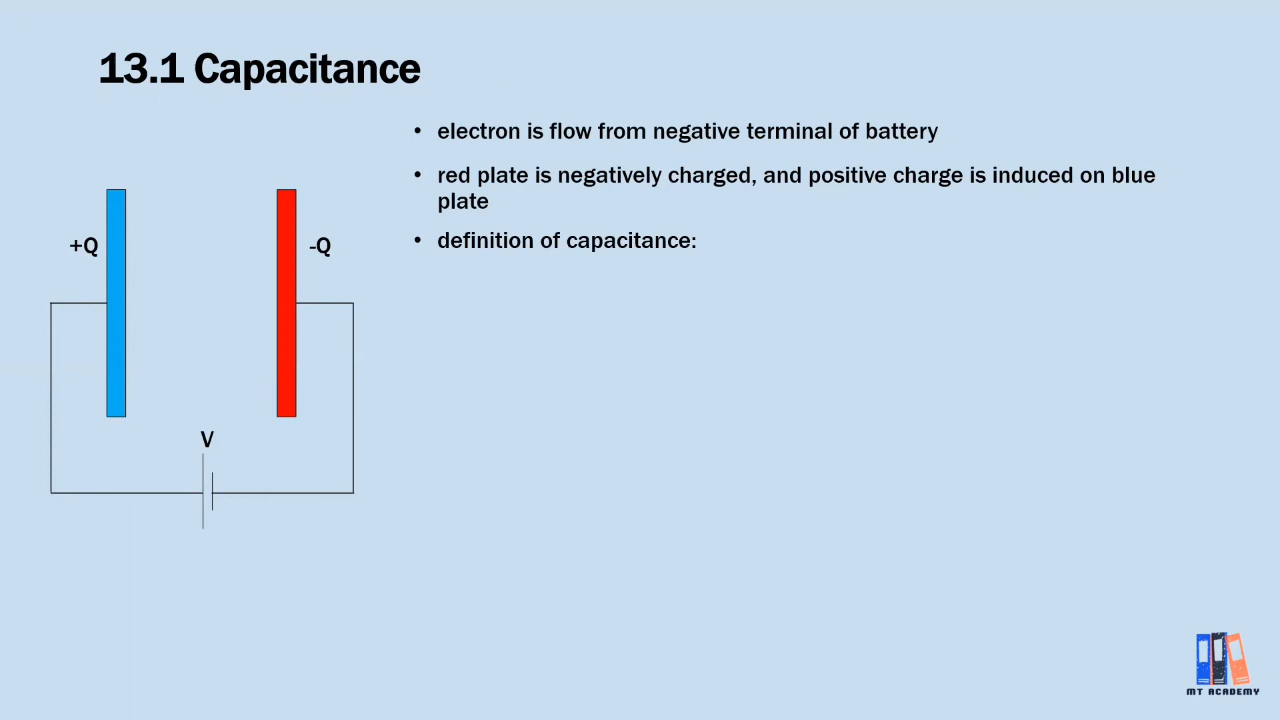 13.1 Capacitance
• electron is flow from negative terminal of battery
• red plate is negatively charged, and positive charge is induced on blue
plate
• definition of capacitance:
+Q
-Q
V
MT ACADEMY